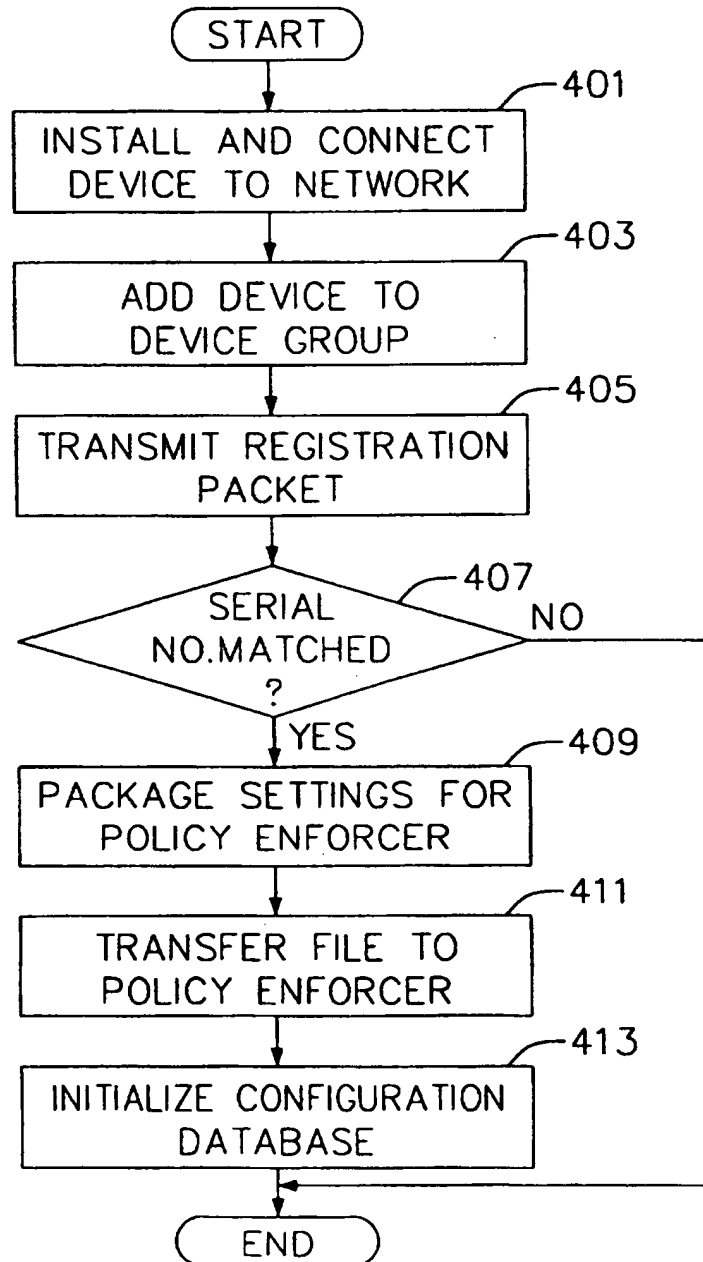 START
401
INSTALL AND CONNECT
DEVICE TO NETWORK
403
ADD DEVICE TO
DEVICE GROUP
405
TRANSMIT REGISTRATION
PACKET
407
SERIAL
NO.MATCHED
?
NO
YES
409
PACKAGE SETTINGS FOR
POLICY ENFORCER
411
TRANSFER FILE TO
POLICY ENFORCER
413
INITIALIZE CONFIGURATION
DATABASE
END